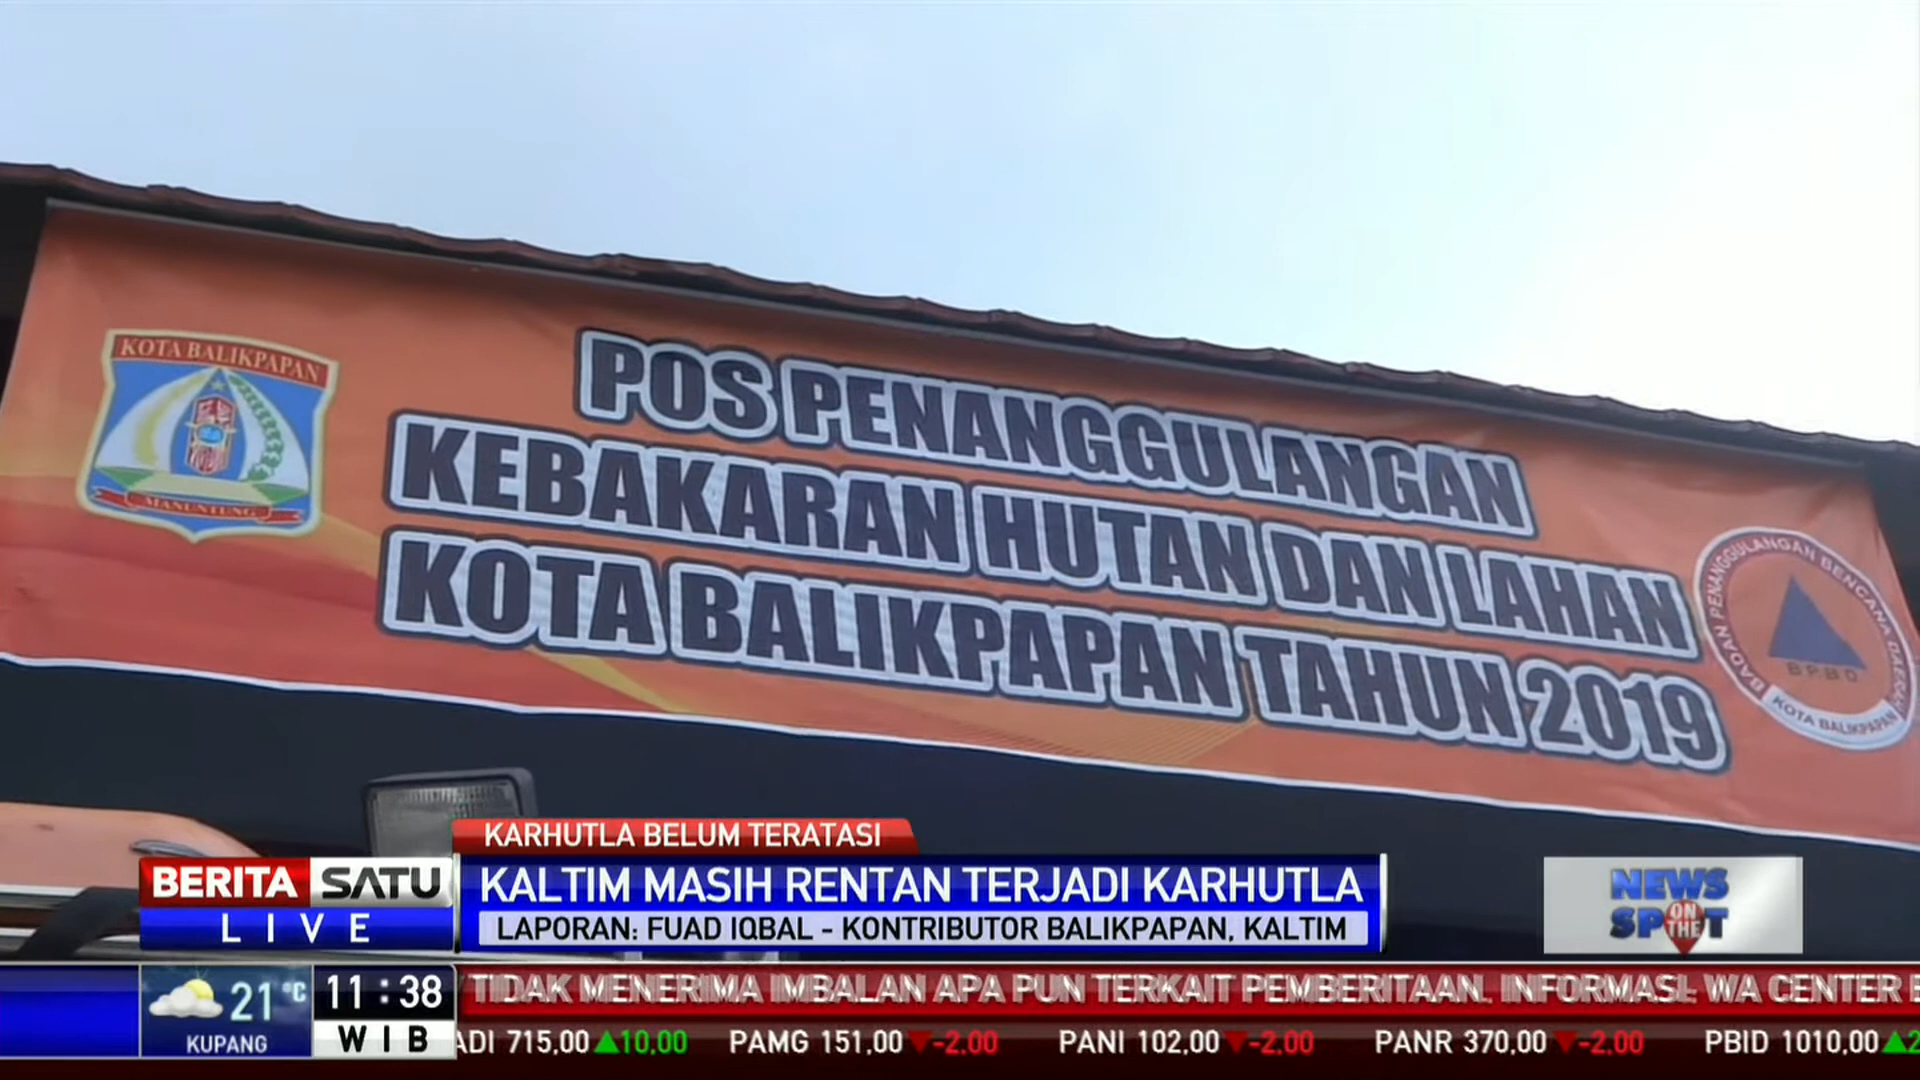 KOTA BALIKPAPAN
MANUNTUNG
POS PENANGGULANGAN
KEBAKARAN HUTAN DAN LAHAN
KOTA BALIKPAPAN TAHUN 2019
BADAN PENANGGULANGAN BENCANA
BPBD
KOTA BALIKPAPAN
KARHUTLA BELUM TERATASI
BERITA SATU
LIVE
KALTIM MASIH RENTAN TERJADI KARHUTLA
LAPORAN: FUAD IQBAL - KONTRIBUTOR BALIKPAPAN, KALTIM
NEWS
ON THE
SPOT
21 °C
KUPANG
11:38
WIB
TIDAK MENERIMA IMBALAN APA PUN TERKAIT PEMBERITAAN. INFORMASI: WA CENTER
ADI 715,00 ▲10,00 PAMG 151,00 ▼-2.00 PANI 102,00 ▼-2.00 PANR 370,00 ▼-2.00 PBID 1010,00 ▲2